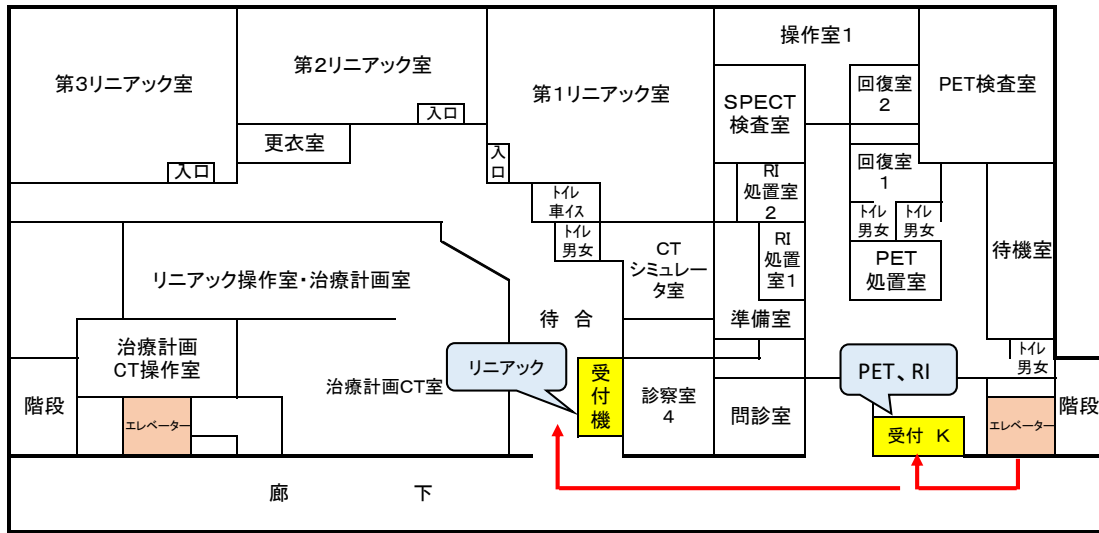 操作室1
第3リニアック室
第2リニアック室
第1リニアック室
SPECT
検査室
回復室
2
PET検査室
入口
更衣室
入口
入
口
RI
処置室
2
回復室
1
トイレ
車イス
トイレ
男女
トイレ
男女
トイレ
男女
CT
シミュレー
タ室
RI
処置
室1
PET
処置室
待機室
リニアック操作室・治療計画室
待 合
準備室
治療計画
CT操作室
リニアック
受
付
機
PET、RI
トイレ
男女
階段
治療計画CT室
診察室
4
問診室
階段
エレベーター
受付 K
エレベーター
廊 下